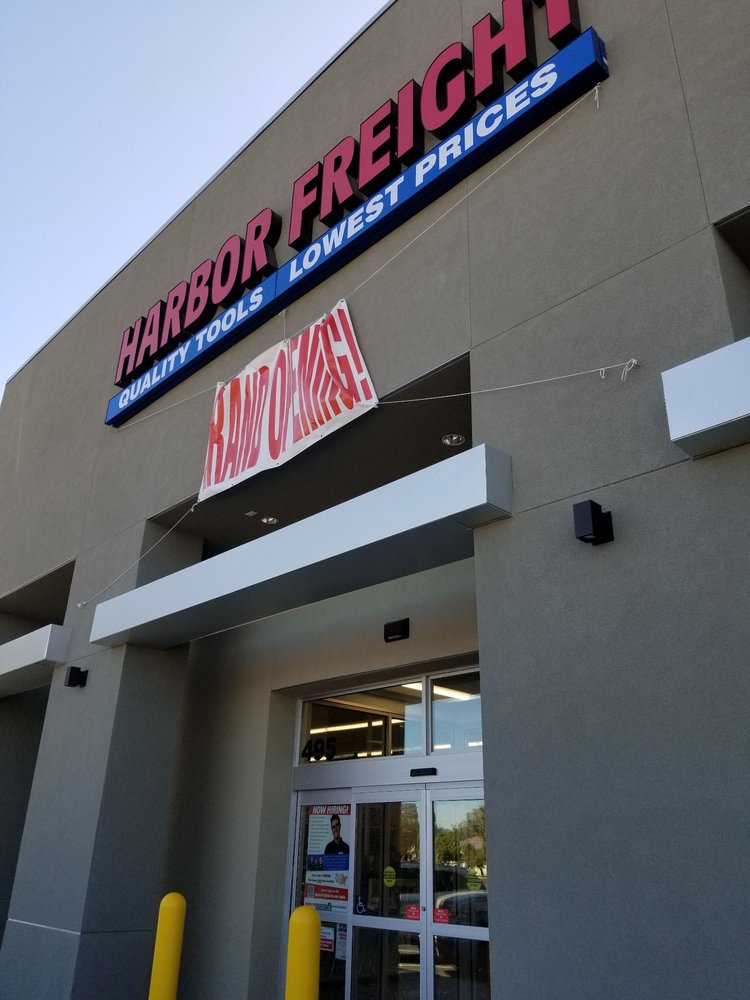 HARBOR FREIGHT
QUALITY TOOLS LOWEST PRICES
RAND OPENING!
495
NOW HIRING!